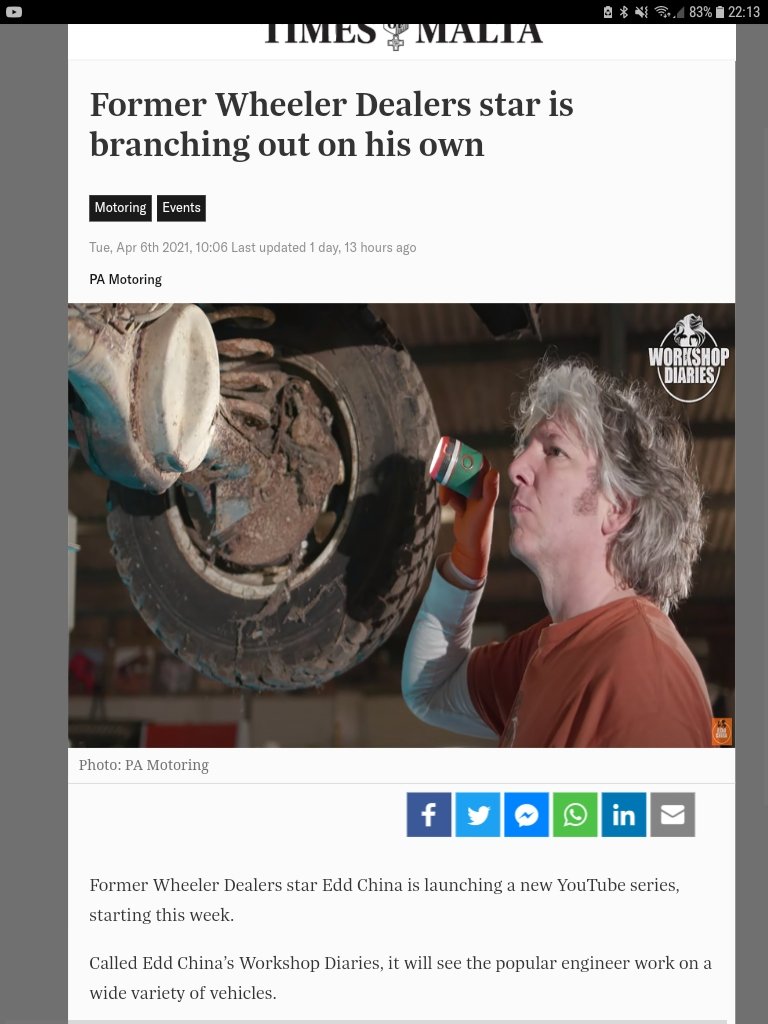 83% 22:13
TIMES OF MALTA
Former Wheeler Dealers star is
branching out on his own
Motoring Events
Tue, Apr 6th 2021, 10:06 Last updated 1 day, 13 hours ago
PA Motoring
WORKSHOP
DIARIES
Photo: PA Motoring
Former Wheeler Dealers star Edd China is launching a new YouTube series,
starting this week.
Called Edd China’s Workshop Diaries, it will see the popular engineer work on a
wide variety of vehicles.